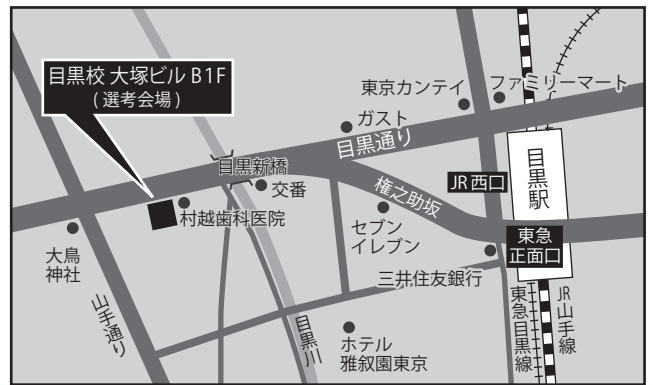 目黒校 大塚ビル B1F
( 選考会場 )
東京カンテイ
ファミリーマート
ガスト
目黒通り
目黒新橋
交番
JR 西口
目黒駅
権之助坂
村越歯科医院
セブン
イレブン
東急
正面口
大鳥
神社
三井住友銀行
山手通り
目黒川
ホテル
雅叙園東京
東急目黒線
JR山手線